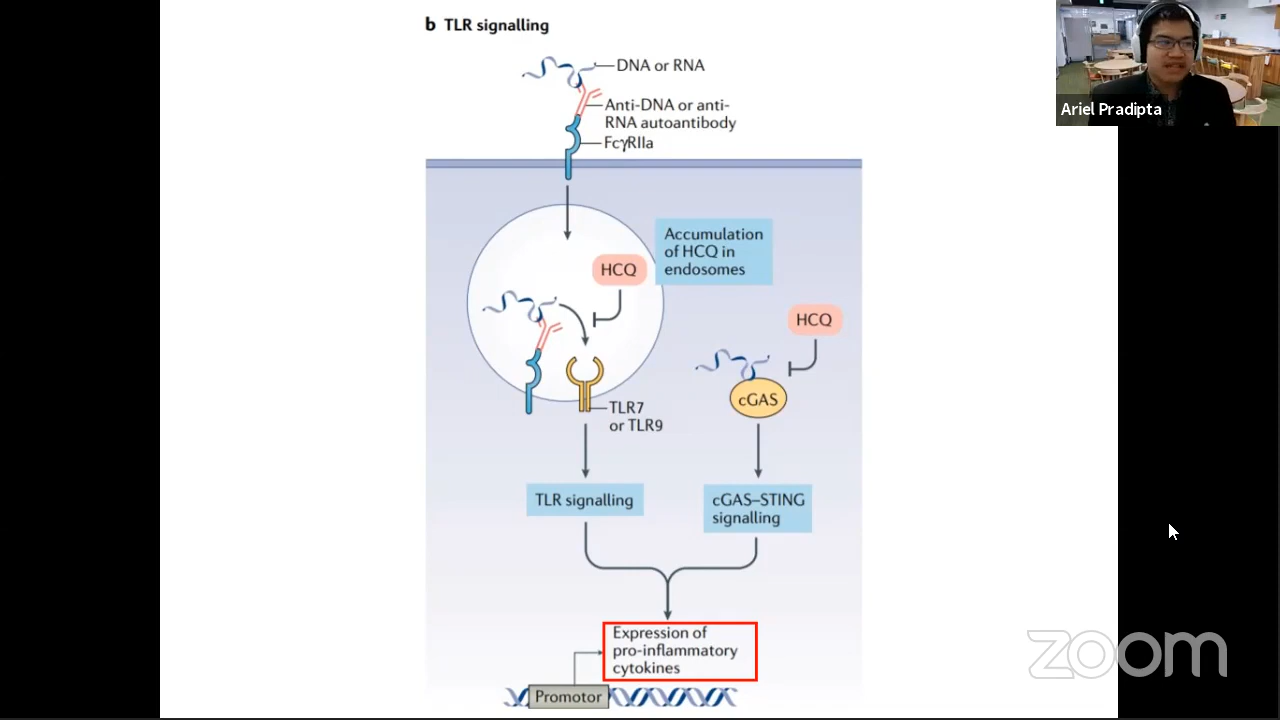 b TLR signalling
DNA or RNA
Anti-DNA or anti-
RNA autoantibody
FcγRIIa
Accumulation
of HCQ in
endosomes
HCQ
HCQ
cGAS
TLR7
or TLR9
TLR signalling
cGAS–STING
signalling
Expression of
pro-inflammatory
cytokines
Promotor
Ariel Pradipta
zoom